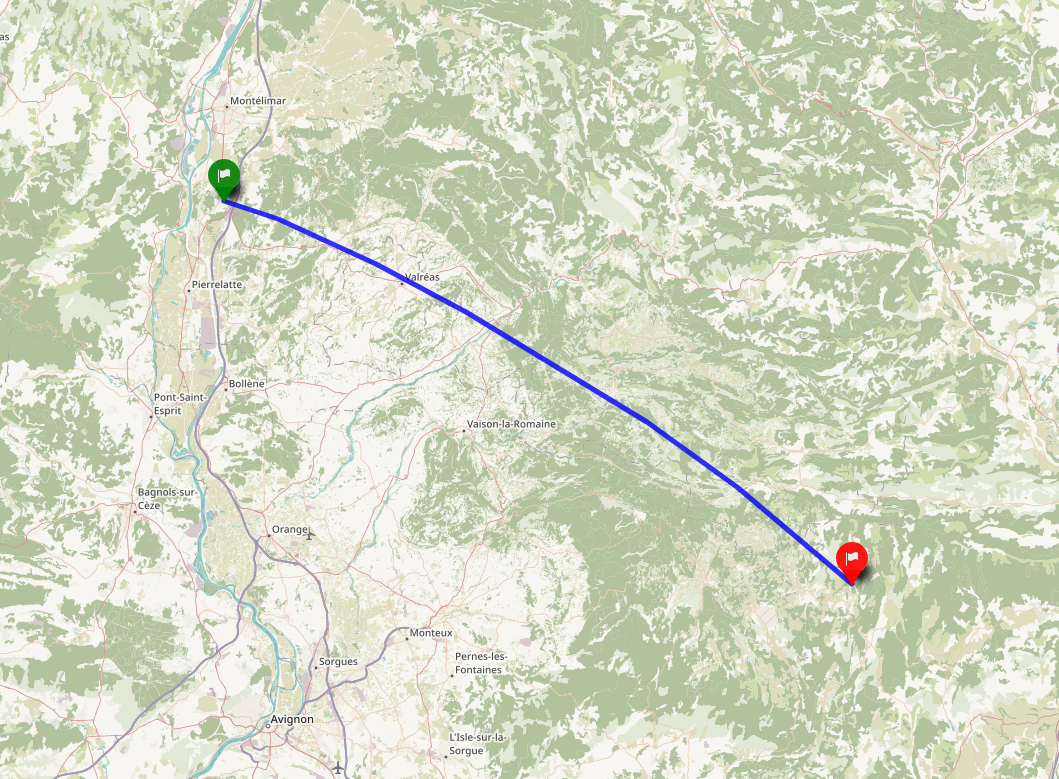 as
Montélimar
Valréas
Pierrelatte
Bollène
Pont-Saint-
Esprit
Vaison-la-Romaine
Bagnols-sur-
Cèze
Orange
Monteux
Pernes-les-
Fontaines
Sorgues
Avignon
L'Isle-sur-la-
Sorgue